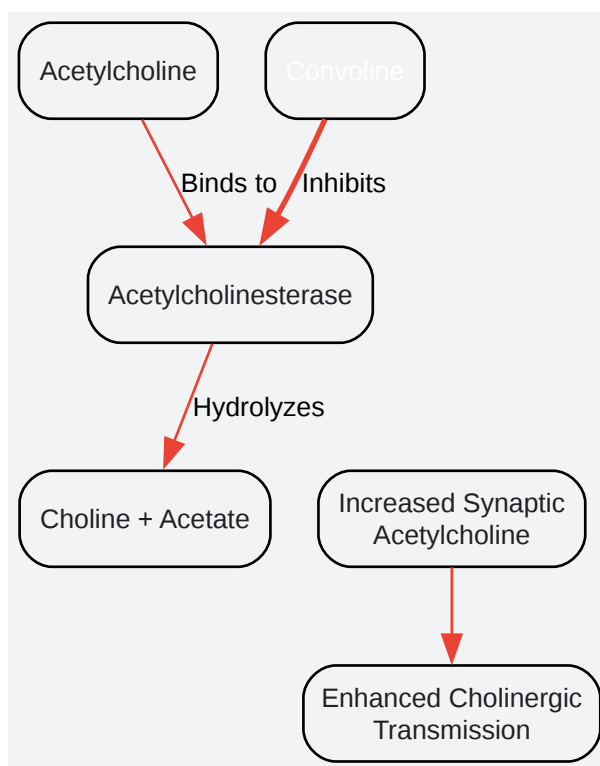 Acetylcholine
Convoline
Binds to
Inhibits
Acetylcholinesterase
Hydrolyzes
Choline + Acetate
Increased Synaptic
Acetylcholine
Enhanced Cholinergic
Transmission